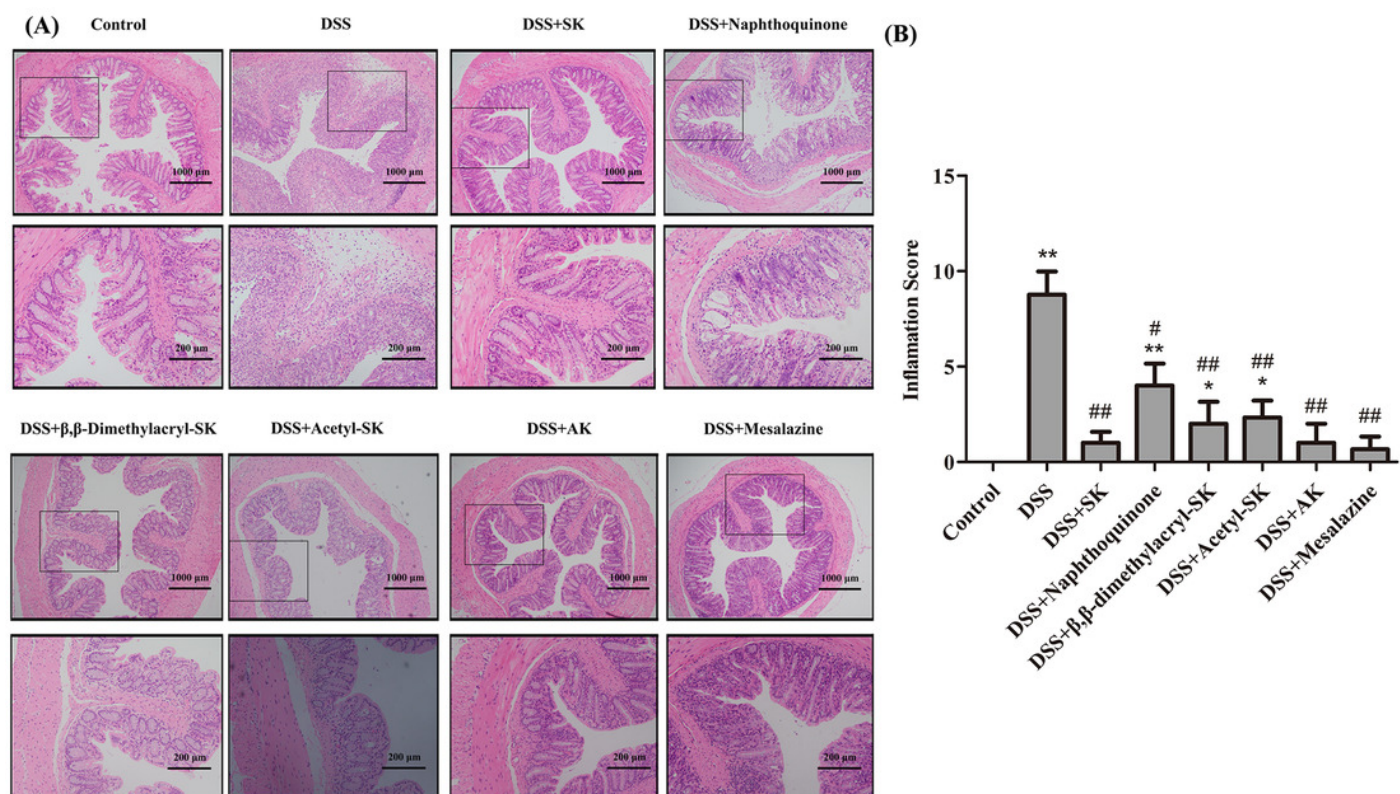 (A)
Control DSS DSS+SK DSS+Naphthoquinone
1000 μm 1000 μm 1000 μm 1000 μm
200 μm 200 μm 200 μm 200 μm
DSS+β,β-Dimethylacryl-SK DSS+Acetyl-SK DSS+AK DSS+Mesalazine
1000 μm 1000 μm 1000 μm 1000 μm
200 μm 200 μm 200 μm 200 μm
(B)
Inflamation Score
15
10
5
0
**
##
#
**
##
*
##
*
##
##
Control
DSS
DSS+SK
DSS+Naphthoquinone
DSS+β,β-dimethylacryl-SK
DSS+Acetyl-SK
DSS+AK
DSS+Mesalazine